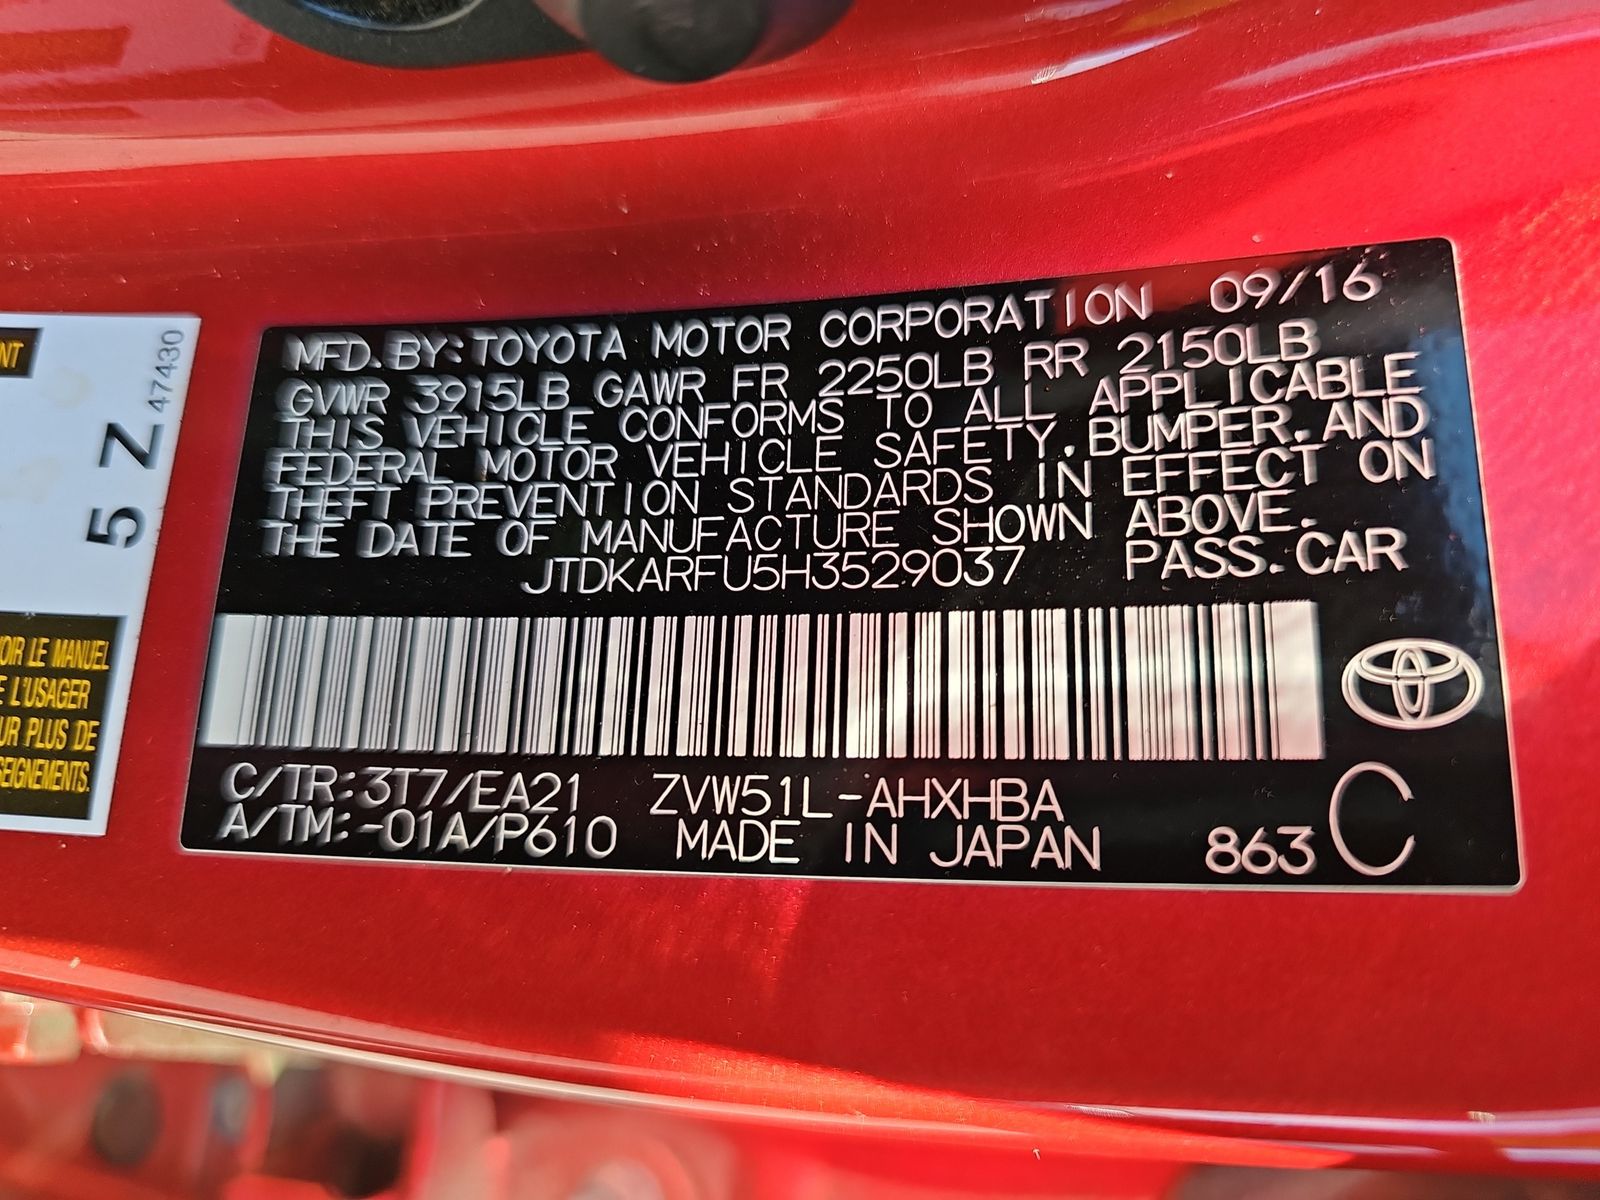 NT
5 Z 47430
OIR LE MANUEL
E L'USAGER
UR PLUS DE
SEIGNEMENTS.
MFD.BY:TOYOTA MOTOR CORPORATION 09/16
GVWR 3915LB GAWR FR 2250LB RR 2150LB
THIS VEHICLE CONFORMS TO ALL APPLICABLE
FEDERAL MOTOR VEHICLE SAFETY,BUMPER,AND
THEFT PREVENTION STANDARDS IN EFFECT ON
THE DATE OF MANUFACTURE SHOWN ABOVE.
JTDKARFU5H3529037 PASS.CAR
C/TR:3T7/EA21 ZVW51L-AHXHBA
A/TM:-01A/P610 MADE IN JAPAN 863 C